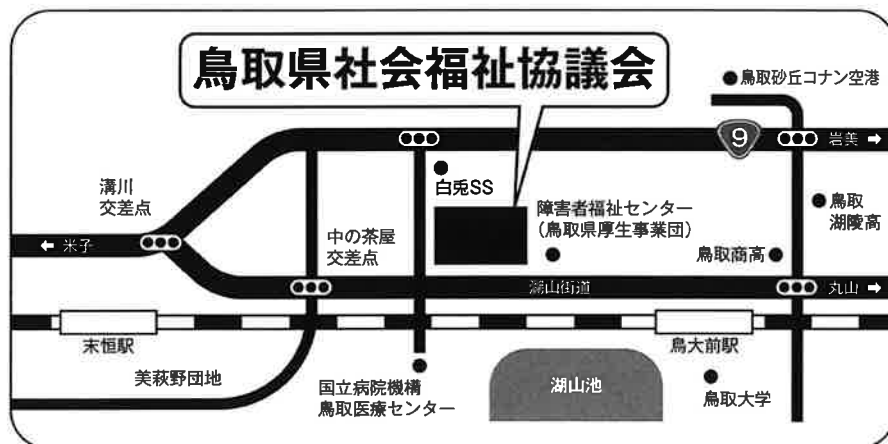 鳥取県社会福祉協議会
鳥取砂丘コナン空港
9
岩美
溝川
交差点
白兎SS
障害者福祉センター
(鳥取県厚生事業団)
鳥取
湖陵高
米子
中の茶屋
交差点
鳥取商高
湖山街道
丸山
末恒駅
鳥大前駅
美萩野団地
国立病院機構
鳥取医療センター
湖山池
鳥取大学